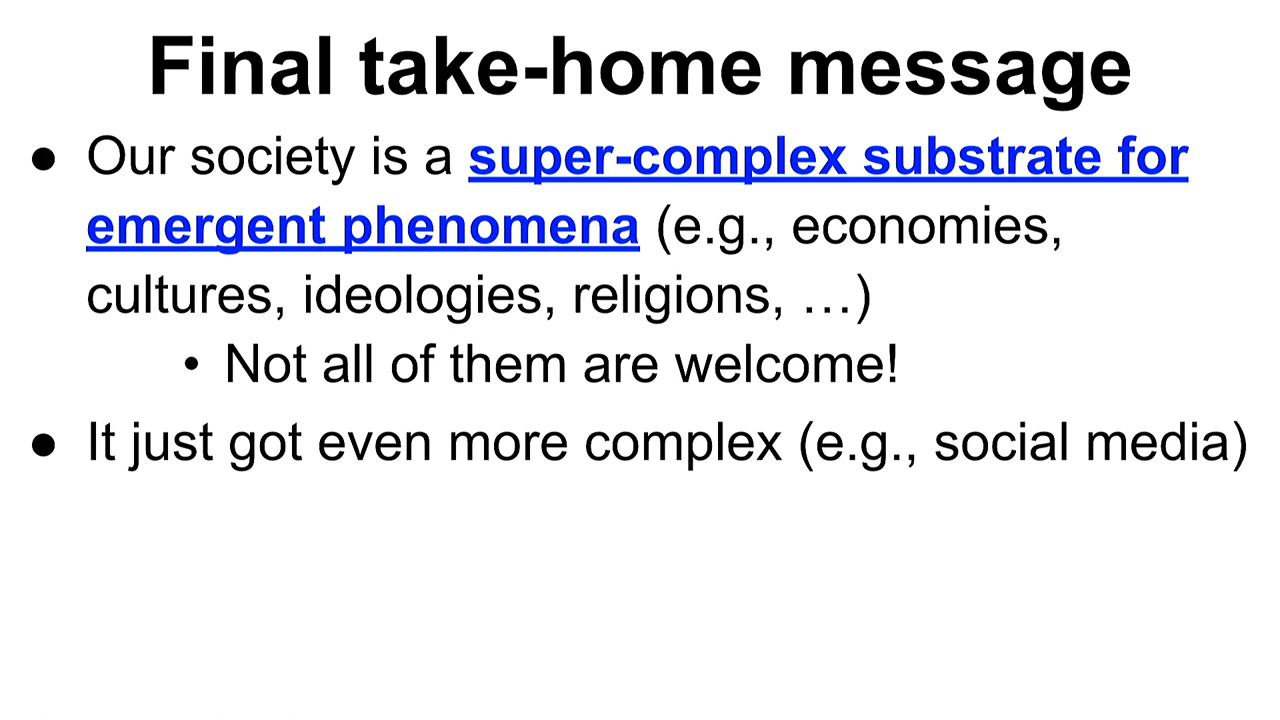 Final take-home message
● Our society is a super-complex substrate for
emergent phenomena (e.g., economies,
cultures, ideologies, religions, …)
• Not all of them are welcome!
● It just got even more complex (e.g., social media)